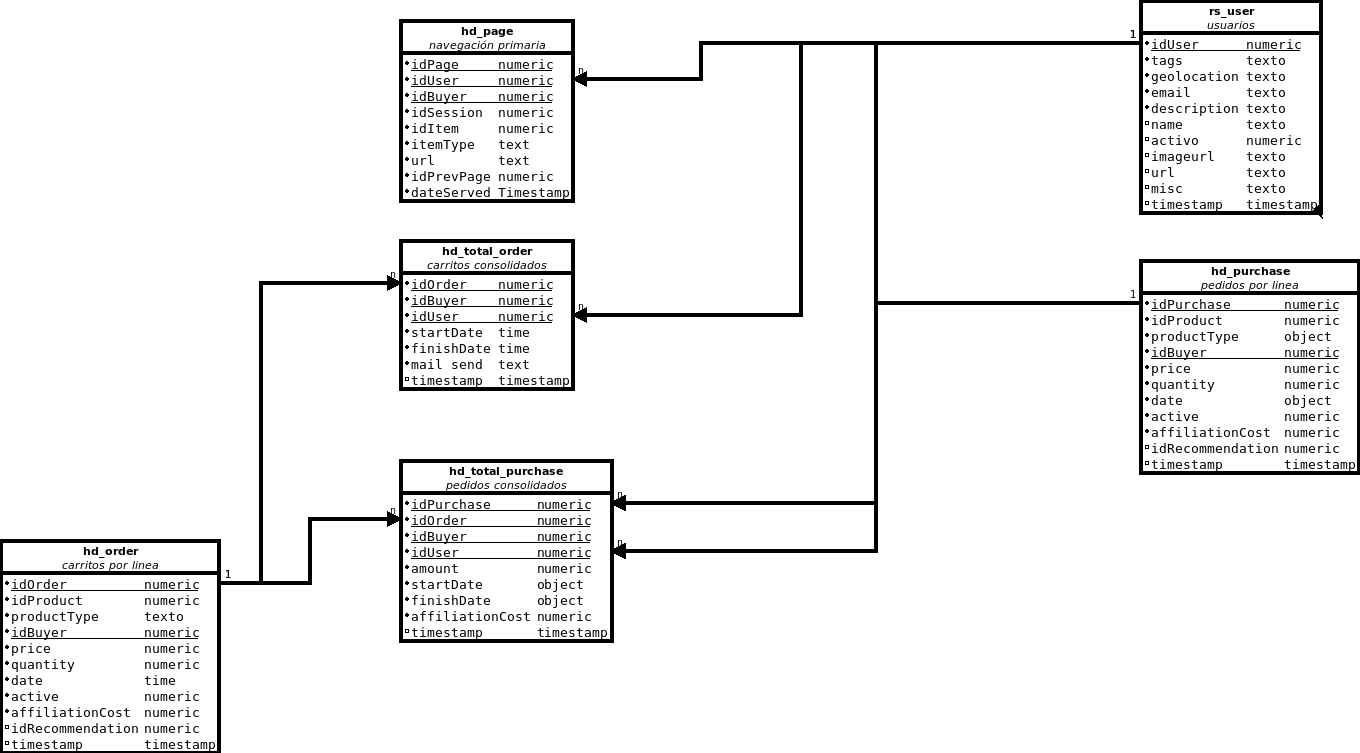 hd_page
navegación primaria
idPage numeric
idUser numeric
idBuyer numeric
idSession numeric
idItem numeric
itemType text
url text
idPrevPage numeric
dateServed Timestamp
n
rs_user
usuarios
1
idUser numeric
tags texto
geolocation texto
email texto
description texto
name texto
activo numeric
imageurl texto
url texto
misc texto
timestamp timestamp
hd_total_order
carritos consolidados
n
idOrder numeric
idBuyer numeric
idUser numeric
n
startDate time
finishDate time
mail send text
timestamp timestamp
hd_purchase
pedidos por linea
1
idPurchase numeric
idProduct numeric
productType object
idBuyer numeric
price numeric
quantity numeric
date object
active numeric
affiliationCost numeric
idRecommendation numeric
timestamp timestamp
hd_total_purchase
pedidos consolidados
n
idPurchase numeric
n
idOrder numeric
idBuyer numeric
n
idUser numeric
amount numeric
startDate object
finishDate object
affiliationCost numeric
timestamp timestamp
hd_order
carritos por linea
1
idOrder numeric
idProduct numeric
productType texto
idBuyer numeric
price numeric
quantity numeric
date time
active numeric
affiliationCost numeric
idRecommendation numeric
timestamp timestamp